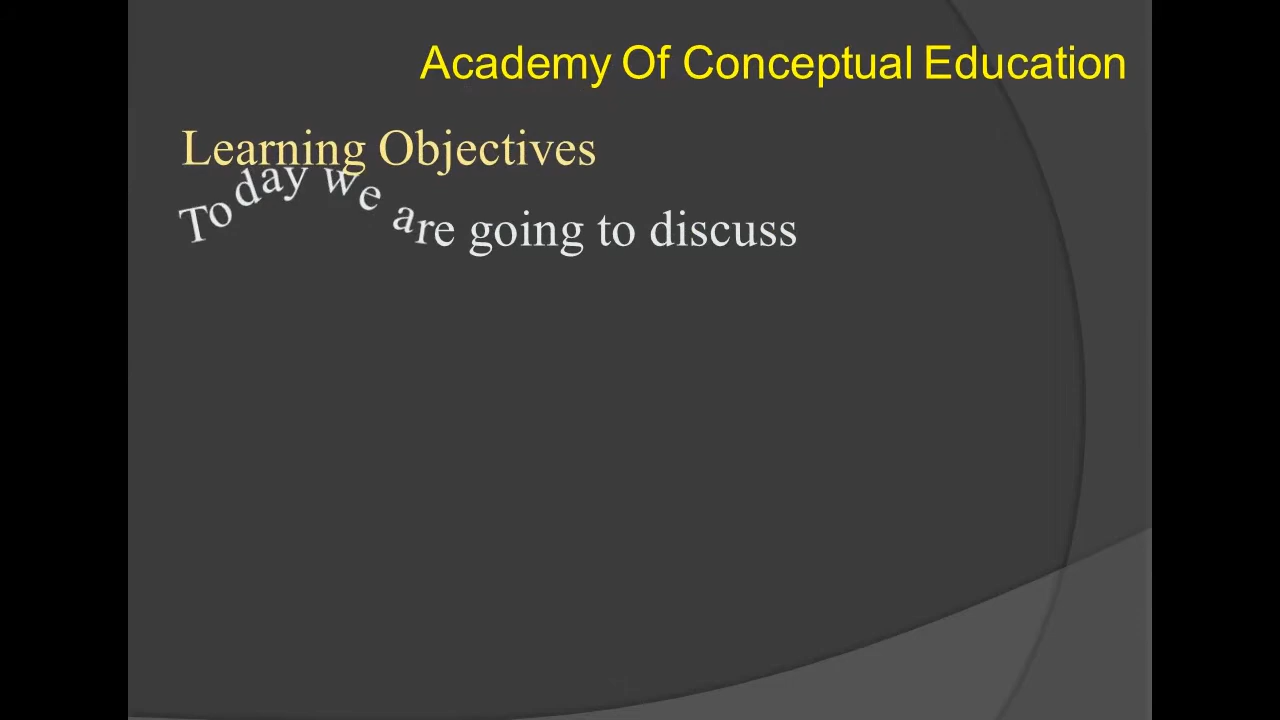 Academy Of Conceptual Education
Learning Objectives
Today we are going to discuss